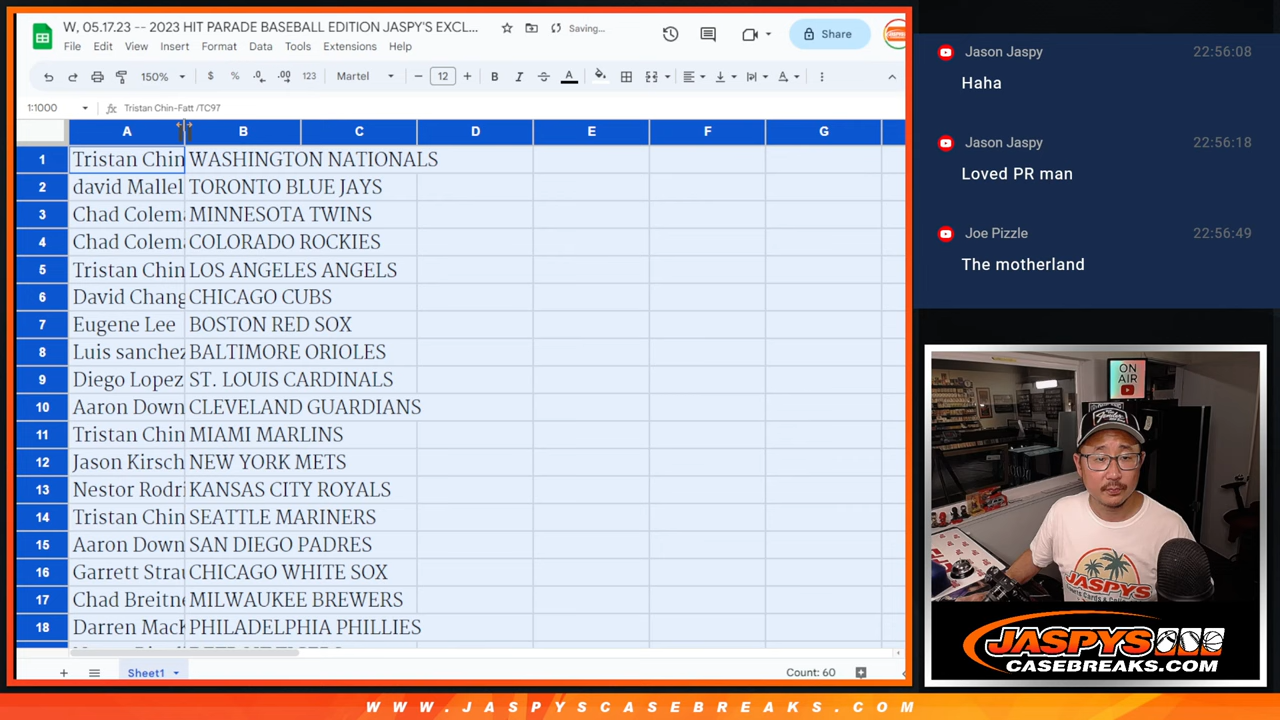 W, 05.17.23 -- 2023 HIT PARADE BASEBALL EDITION JASPY'S EXCL... Saving...
File Edit View Insert Format Data Tools Extensions Help
Share
150% $ % .0 .00 123 Martel 12 B I A
1:1000 fx Tristan Chin-Fatt /TC97
A B C D E F G
1 Tristan Chin WASHINGTON NATIONALS
2 david Mallel TORONTO BLUE JAYS
3 Chad Colema MINNESOTA TWINS
4 Chad Colema COLORADO ROCKIES
5 Tristan Chin LOS ANGELES ANGELS
6 David Chang CHICAGO CUBS
7 Eugene Lee BOSTON RED SOX
8 Luis sanchez BALTIMORE ORIOLES
9 Diego Lopez ST. LOUIS CARDINALS
10 Aaron Down CLEVELAND GUARDIANS
11 Tristan Chin MIAMI MARLINS
12 Jason Kirsch NEW YORK METS
13 Nestor Rodri KANSAS CITY ROYALS
14 Tristan Chin SEATTLE MARINERS
15 Aaron Down SAN DIEGO PADRES
16 Garrett Strau CHICAGO WHITE SOX
17 Chad Breitne MILWAUKEE BREWERS
18 Darren MacK PHILADELPHIA PHILLIES
Sheet1 Count: 60
Jason Jaspy 22:56:08
Haha
Jason Jaspy 22:56:18
Loved PR man
Joe Pizzle 22:56:49
The motherland
ON AIR
JASPYS
JASPYS
CASEBREAKS.COM
WWW.JASPYSCASEBREAKS.COM